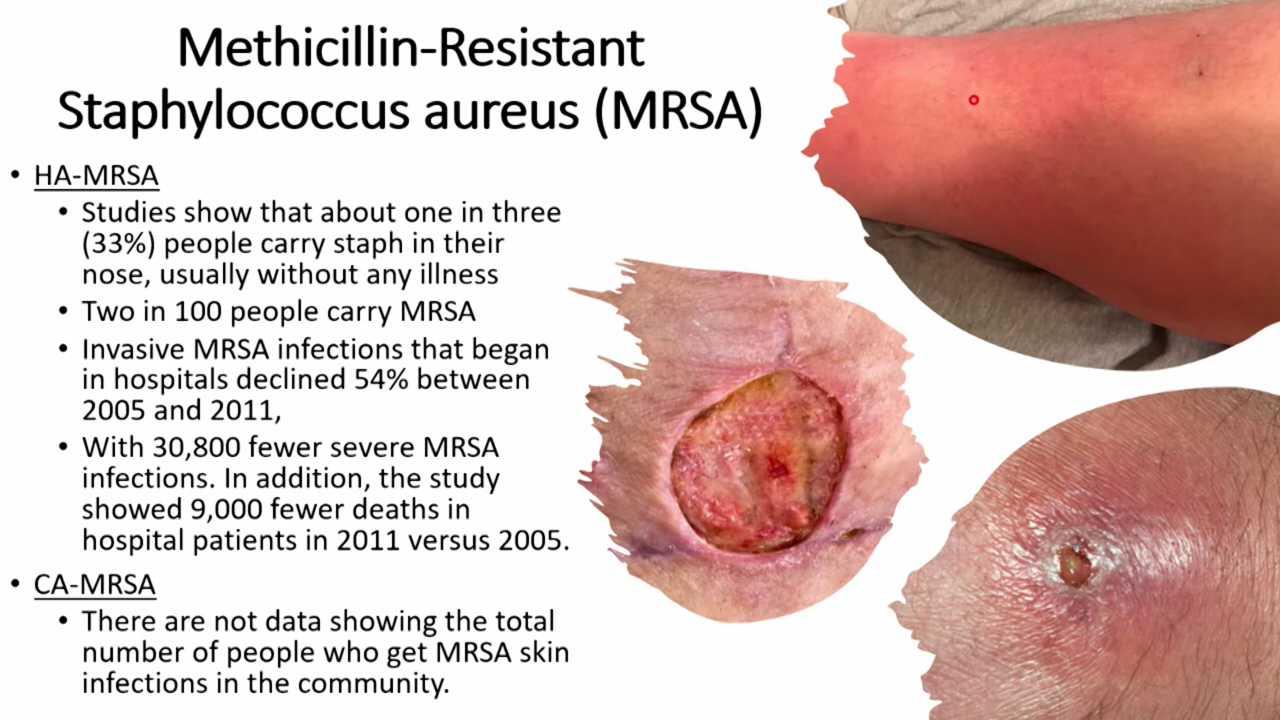 Methicillin-Resistant
Staphylococcus aureus (MRSA)
• HA-MRSA
• Studies show that about one in three
(33%) people carry staph in their
nose, usually without any illness
• Two in 100 people carry MRSA
• Invasive MRSA infections that began
in hospitals declined 54% between
2005 and 2011,
• With 30,800 fewer severe MRSA
infections. In addition, the study
showed 9,000 fewer deaths in
hospital patients in 2011 versus 2005.
• CA-MRSA
• There are not data showing the total
number of people who get MRSA skin
infections in the community.